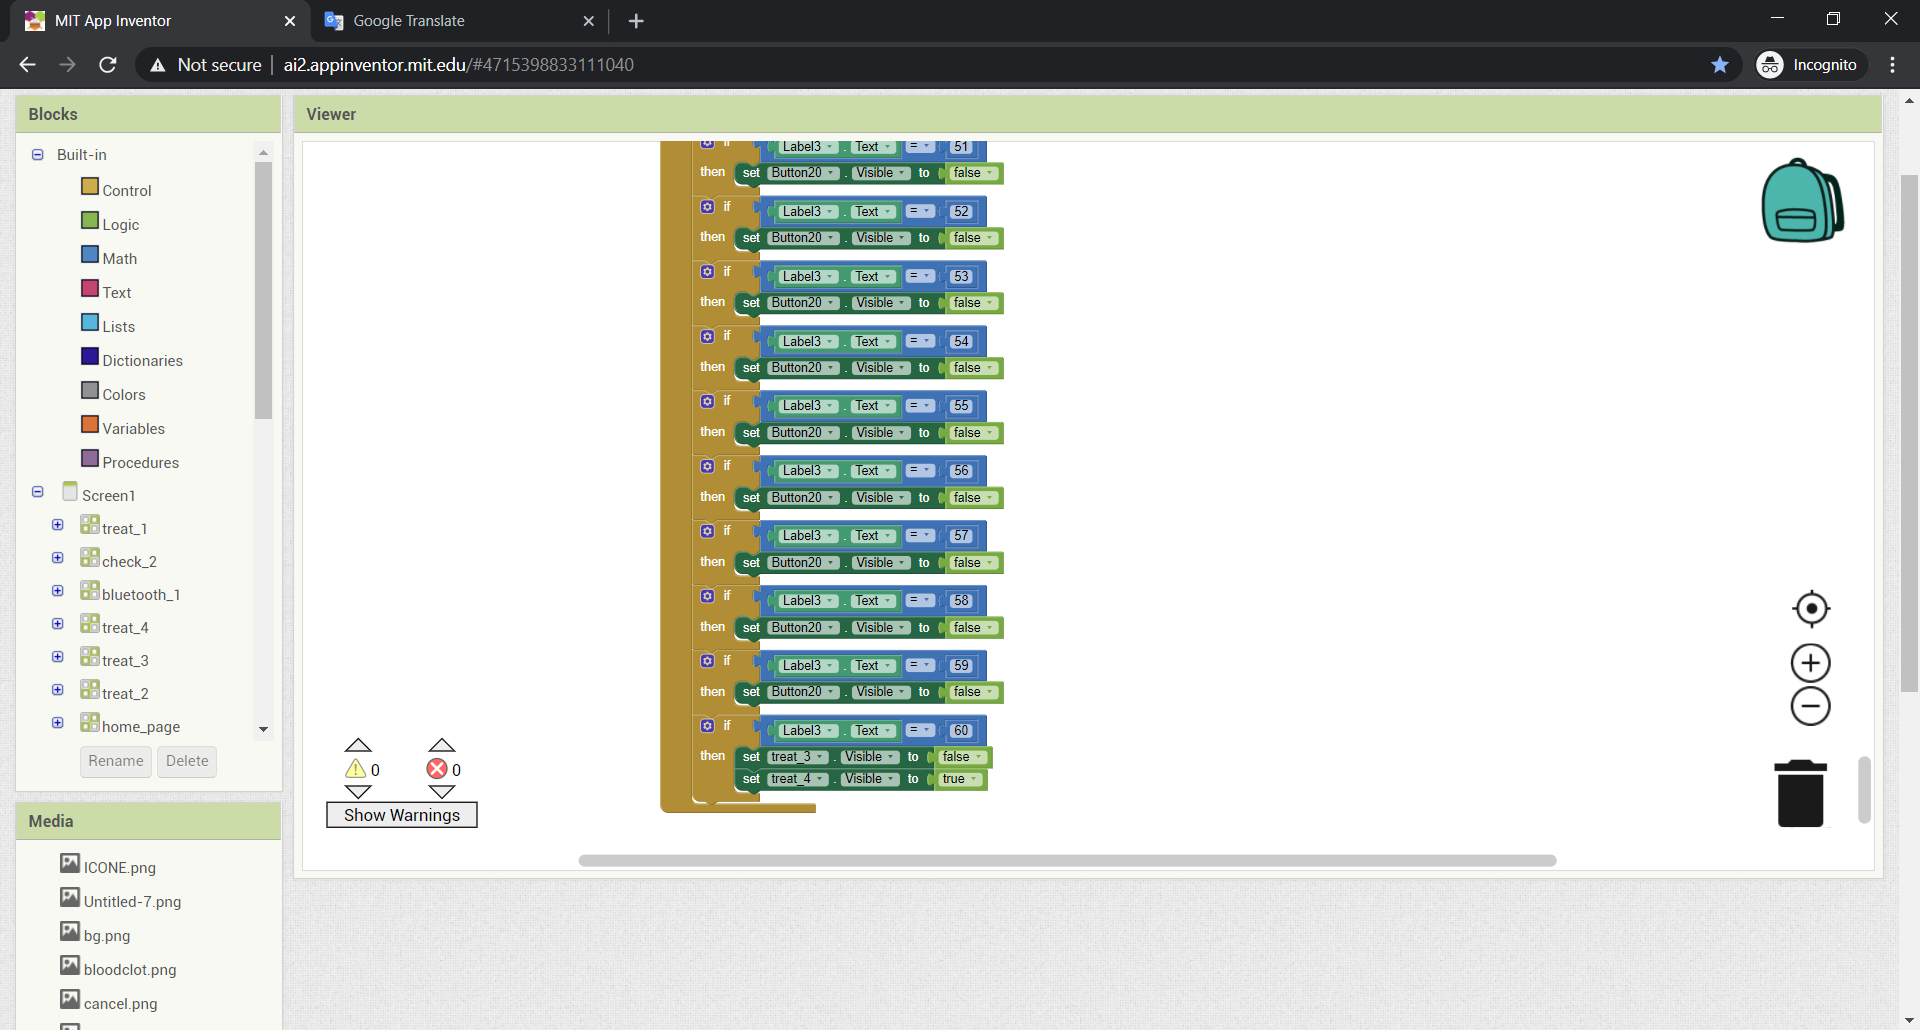 MIT App Inventor
Google Translate
Not secure
ai2.appinventor.mit.edu/#4715398833111040
Incognito
Blocks
Built-in
Control
Logic
Math
Text
Lists
Dictionaries
Colors
Variables
Procedures
Screen1
treat_1
check_2
bluetooth_1
treat_4
treat_3
treat_2
home_page
Rename Delete
Media
ICONE.png
Untitled-7.png
bg.png
bloodclot.png
cancel.png
Viewer
if Label3 . Text = 51
then set Button20 . Visible to false
if Label3 . Text = 52
then set Button20 . Visible to false
if Label3 . Text = 53
then set Button20 . Visible to false
if Label3 . Text = 54
then set Button20 . Visible to false
if Label3 . Text = 55
then set Button20 . Visible to false
if Label3 . Text = 56
then set Button20 . Visible to false
if Label3 . Text = 57
then set Button20 . Visible to false
if Label3 . Text = 58
then set Button20 . Visible to false
if Label3 . Text = 59
then set Button20 . Visible to false
if Label3 . Text = 60
then set treat_3 . Visible to false
set treat_4 . Visible to true
0 0
Show Warnings